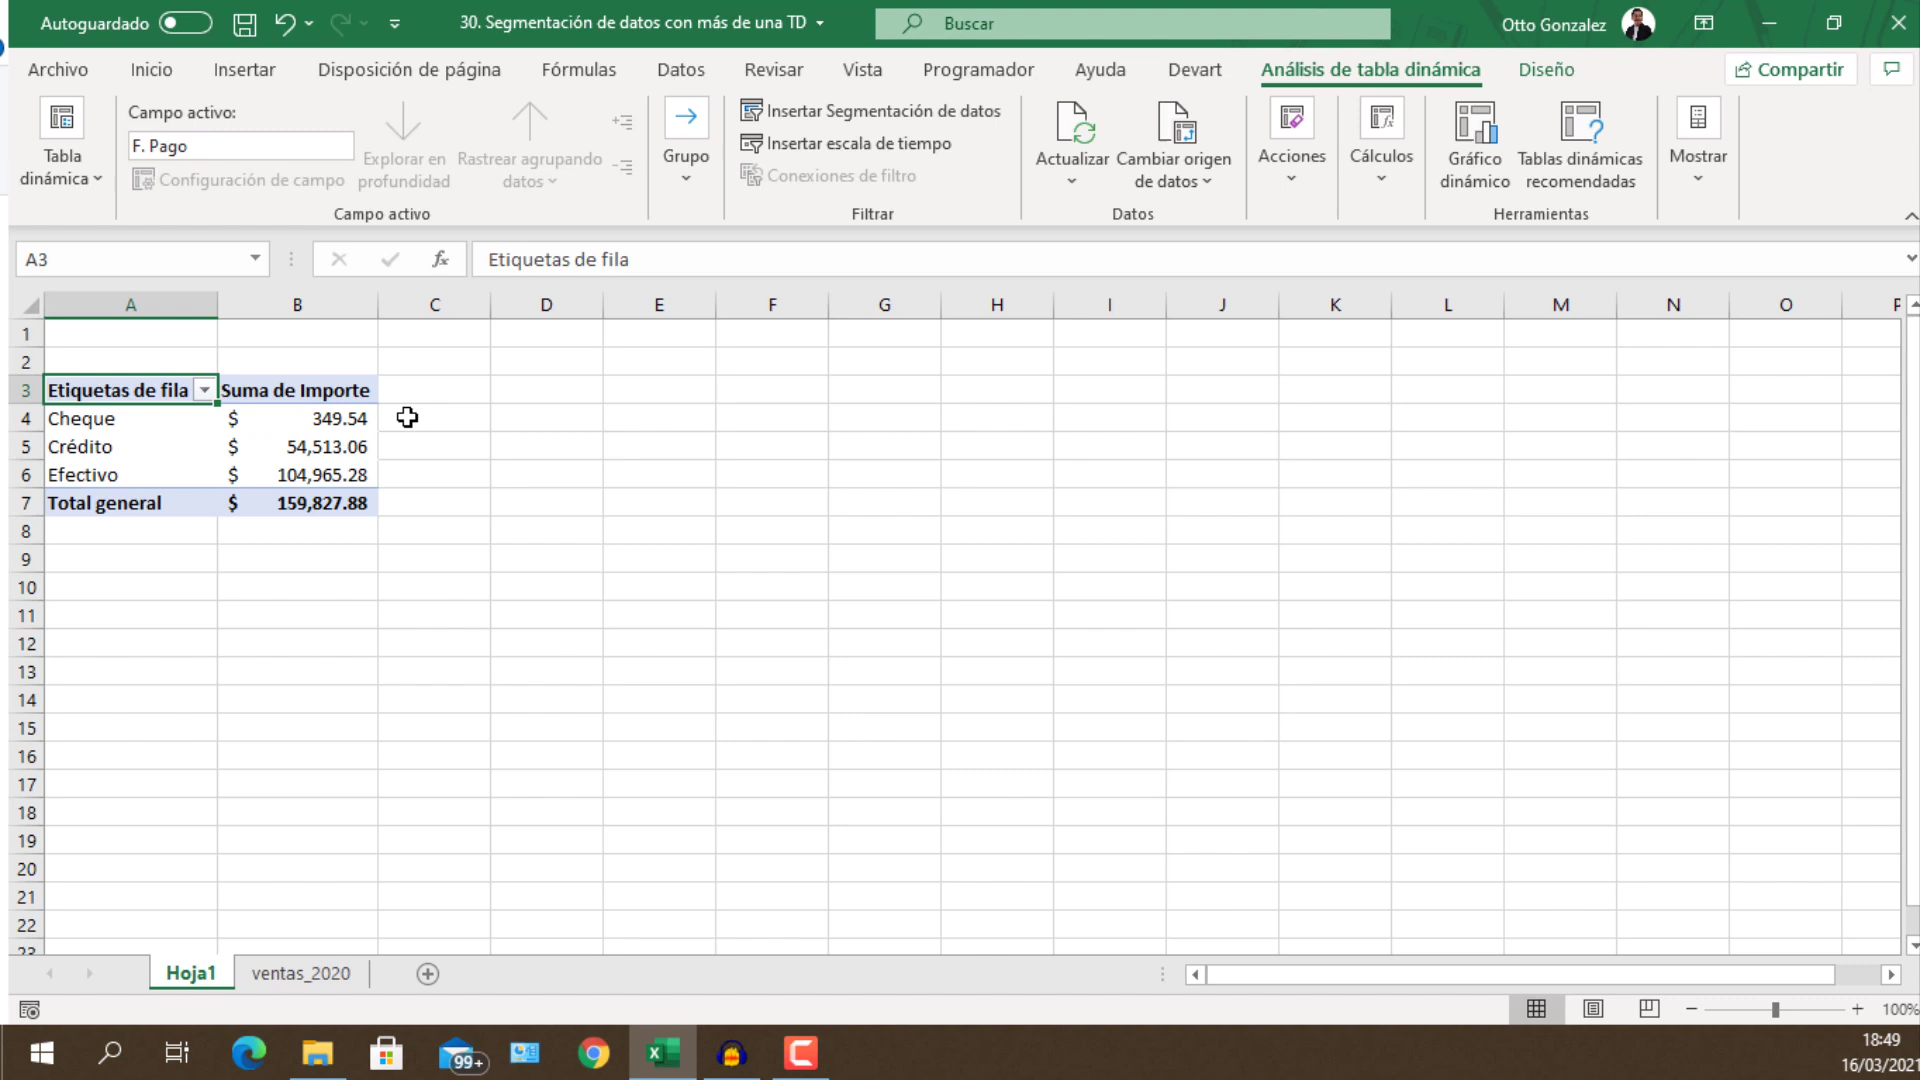 Autoguardado
30. Segmentación de datos con más de una TD
Buscar
Otto Gonzalez
Archivo Inicio Insertar Disposición de página Fórmulas Datos Revisar Vista Programador Ayuda Devart Análisis de tabla dinámica Diseño Compartir
Tabla dinámica
Campo activo:
F. Pago
Configuración de campo
Explorar en profundidad
Rastrear agrupando datos
Campo activo
Grupo
Insertar Segmentación de datos
Insertar escala de tiempo
Conexiones de filtro
Filtrar
Actualizar
Cambiar origen de datos
Datos
Acciones
Cálculos
Gráfico dinámico
Tablas dinámicas recomendadas
Herramientas
Mostrar
A3 fx Etiquetas de fila
A B C D E F G H I J K L M N O P
1
2
3 Etiquetas de fila Suma de Importe
4 Cheque $ 349.54
5 Crédito $ 54,513.06
6 Efectivo $ 104,965.28
7 Total general $ 159,827.88
8
9
10
11
12
13
14
15
16
17
18
19
20
21
22
23
Hoja1 ventas_2020
100%
99+
18:49
16/03/2021